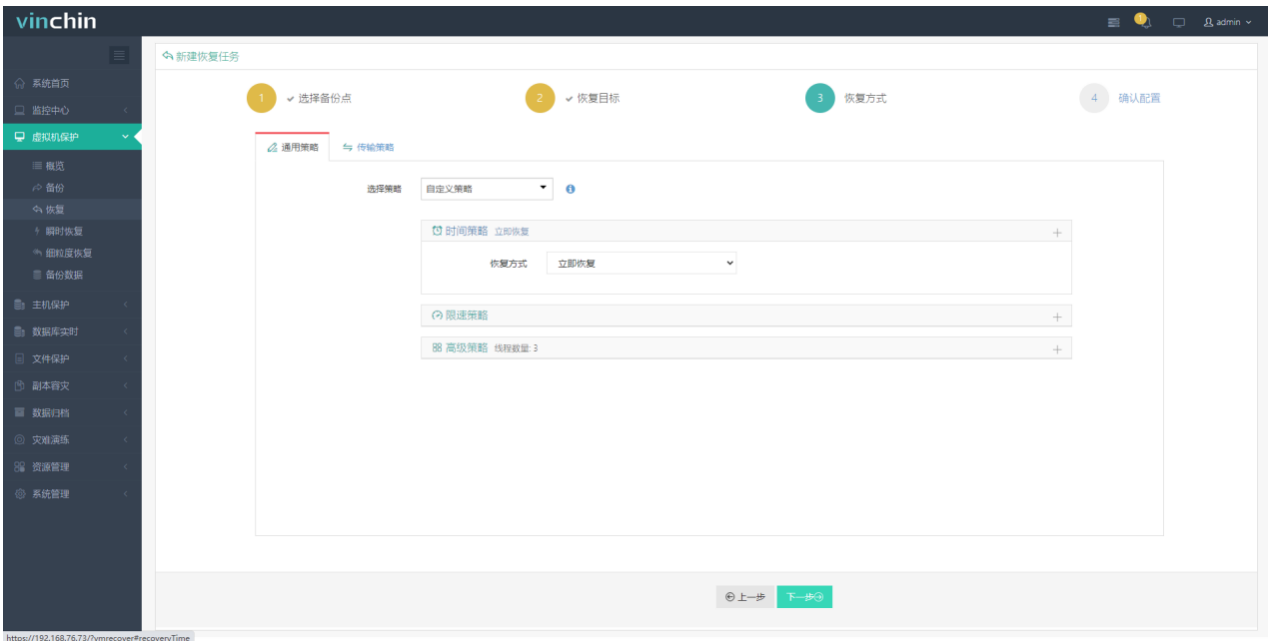 vinchin
1
admin
新建恢复任务
系统首页
监控中心
虚拟机保护
概览
备份
恢复
瞬时恢复
细粒度恢复
备份数据
主机保护
数据库实时
文件保护
副本容灾
数据归档
灾难演练
资源管理
系统管理
1 选择备份点
2 恢复目标
3 恢复方式
4 确认配置
通用策略 传输策略
选择策略 自定义策略
时间策略 立即恢复
恢复方式 立即恢复
限速策略
高级策略 线程数量: 3
上一步 下一步
https://192.168.76.73/?vmrecover#recoveryTime